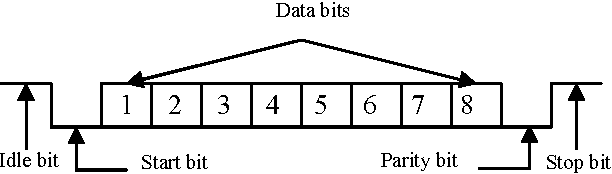 Data bits
1 2 3 4 5 6 7 8
Idle bit Start bit Parity bit Stop bit